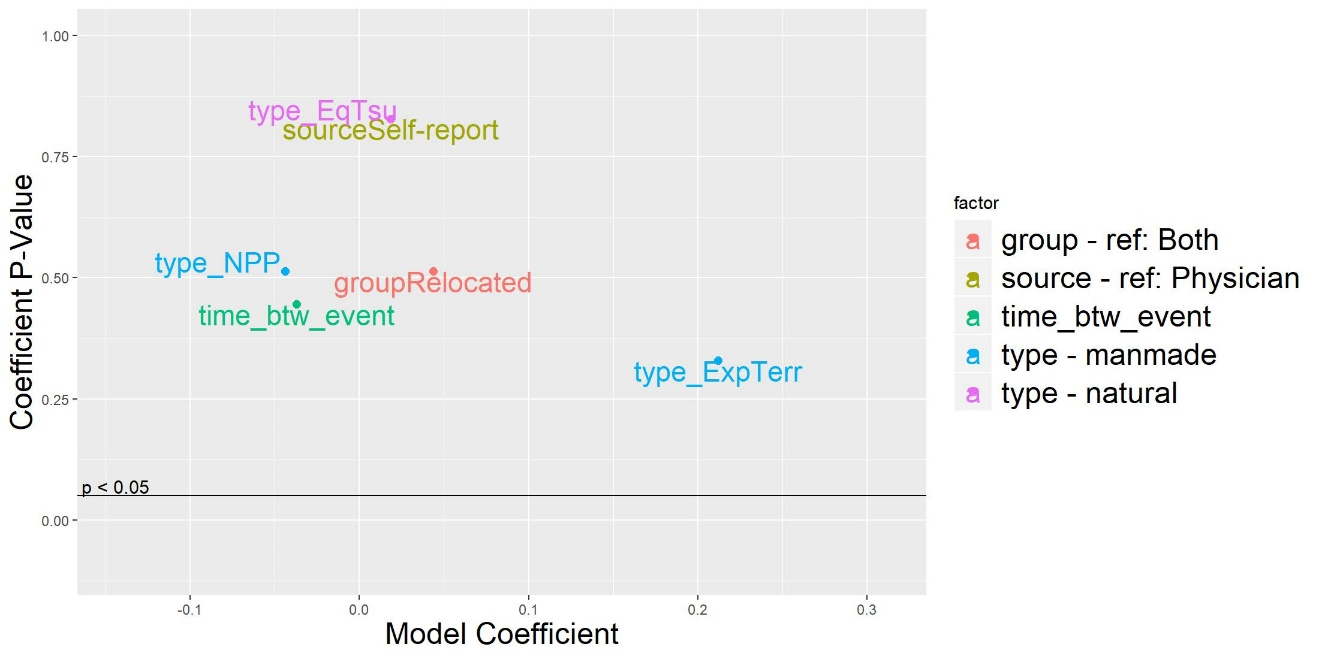 1.00
0.75
0.50
0.25
0.00
Coefficient P-Value
type_EqTsu
sourceSelf-report
type_NPP
groupRelocated
time_btw_event
type_ExpTerr
p < 0.05
-0.1
0.0
0.1
0.2
0.3
Model Coefficient
factor
a group - ref: Both
a source - ref: Physician
a time_btw_event
a type - manmade
a type - natural